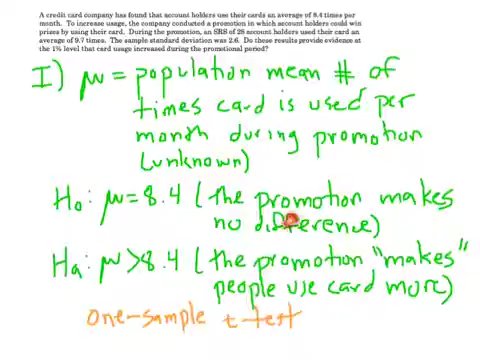 A credit card company has found that account holders use their cards an average of 8.4 times per
month. To increase usage, the company conducted a promotion in which account holders could win
prizes by using their card. During the promotion, an SRS of 28 account holders used their card an
average of 9.7 times. The sample standard deviation was 2.6. Do these results provide evidence at
the 1% level that card usage increased during the promotional period?
I) μ = population mean # of
times card is used per
month during promotion
(unknown)
H₀: μ=8.4 (the promotion makes
no difference)
Hₐ: μ>8.4 (the promotion "makes"
people use card more)
one-sample t-test